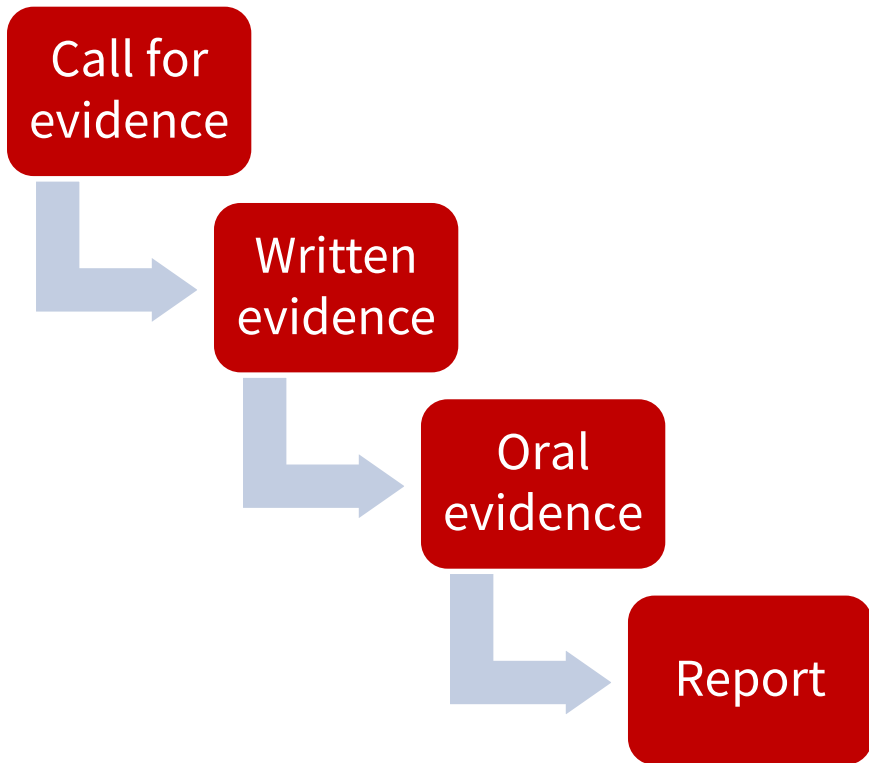 Call for
evidence
Written
evidence
Oral
evidence
Report